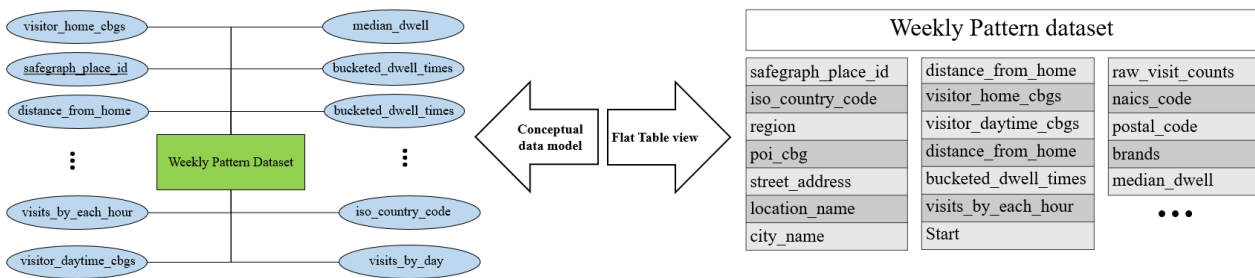 visitor_home_cbgs
median_dwell
safegraph_place_id
bucketed_dwell_times
distance_from_home
bucketed_dwell_times
Weekly Pattern Dataset
visits_by_each_hour
iso_country_code
visitor_daytime_cbgs
visits_by_day
Conceptual
data model
Flat Table view
Weekly Pattern dataset
safegraph_place_id
iso_country_code
region
poi_cbg
street_address
location_name
city_name
distance_from_home
visitor_home_cbgs
visitor_daytime_cbgs
distance_from_home
bucketed_dwell_times
visits_by_each_hour
Start
raw_visit_counts
naics_code
postal_code
brands
median_dwell